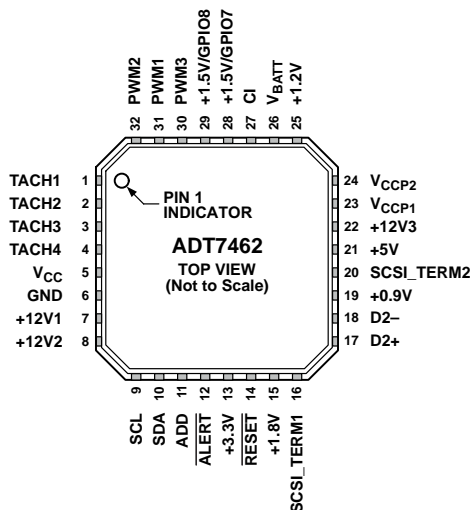 PWM2
PWM1
PWM3
+1.5V/GPIO8
+1.5V/GPIO7
CI
VBATT
+1.2V
32
31
30
29
28
27
26
25
TACH1 1
TACH2 2
TACH3 3
TACH4 4
VCC 5
GND 6
+12V1 7
+12V2 8
PIN 1
INDICATOR
ADT7462
TOP VIEW
(Not to Scale)
24 VCCP2
23 VCCP1
22 +12V3
21 +5V
20 SCSI_TERM2
19 +0.9V
18 D2–
17 D2+
9
10
11
12
13
14
15
16
SCL
SDA
ADD
ALERT
+3.3V
RESET
+1.8V
SCSI_TERM1